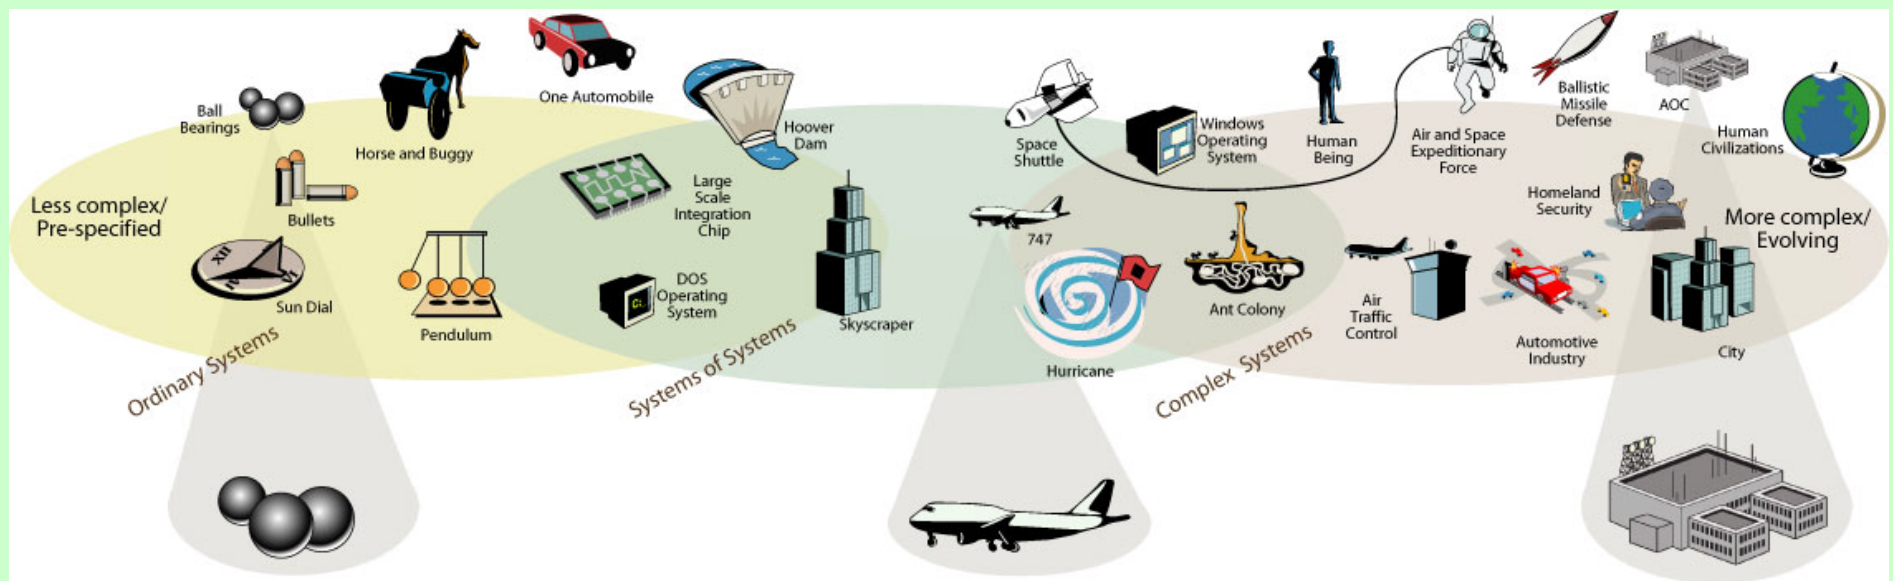 Less complex/
Pre-specified
Ball
Bearings
Bullets
XII
VI
IV
Sun Dial
Horse and Buggy
Pendulum
One Automobile
Ordinary Systems
Hoover
Dam
Large
Scale
Integration
Chip
DOS
Operating
System
C:
Skyscraper
Systems of Systems
Space
Shuttle
747
Hurricane
Windows
Operating
System
Ant Colony
Complex Systems
Human
Being
Air and Space
Expeditionary
Force
Ballistic
Missile
Defense
AOC
Human
Civilizations
Homeland
Security
Air
Traffic
Control
Automotive
Industry
City
More complex/
Evolving